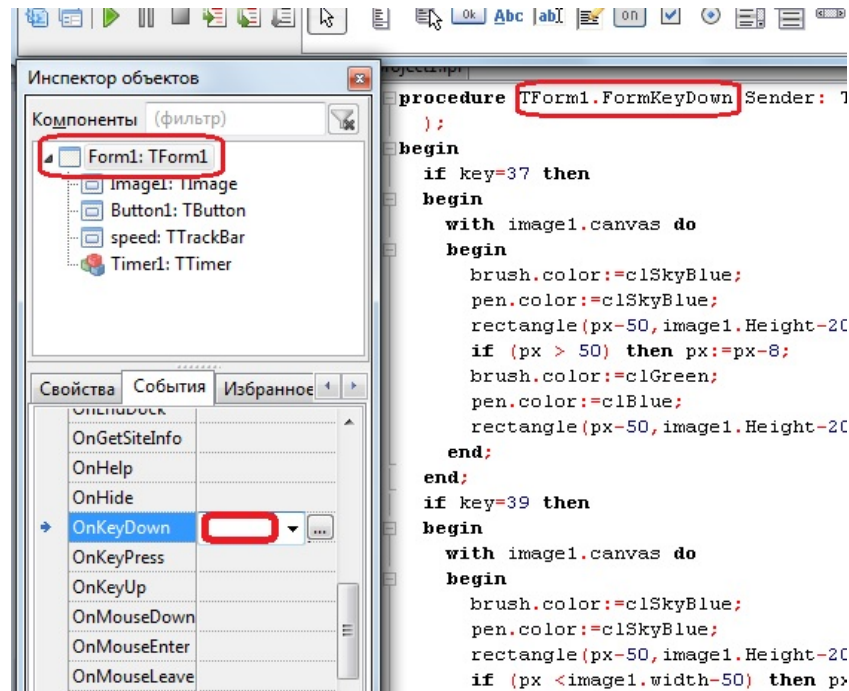 Ok Abc abI on
Инспектор объектов
Компоненты (фильтр)
Form1: TForm1
Image1: TImage
Button1: TButton
speed: TTrackBar
Timer1: TTimer
Свойства События Избранное
OnEndDock
OnGetSiteInfo
OnHelp
OnHide
OnKeyDown ...
OnKeyPress
OnKeyUp
OnMouseDown
OnMouseEnter
OnMouseLeave
procedure TForm1.FormKeyDown Sender: T
);
begin
if key=37 then
begin
with image1.canvas do
begin
brush.color:=clSkyBlue;
pen.color:=clSkyBlue;
rectangle(px-50,image1.Height-20
if (px > 50) then px:=px-8;
brush.color:=clGreen;
pen.color:=clBlue;
rectangle(px-50,image1.Height-20
end;
end;
if key=39 then
begin
with image1.canvas do
begin
brush.color:=clSkyBlue;
pen.color:=clSkyBlue;
rectangle(px-50,image1.Height-20
if (px <image1.width-50) then px